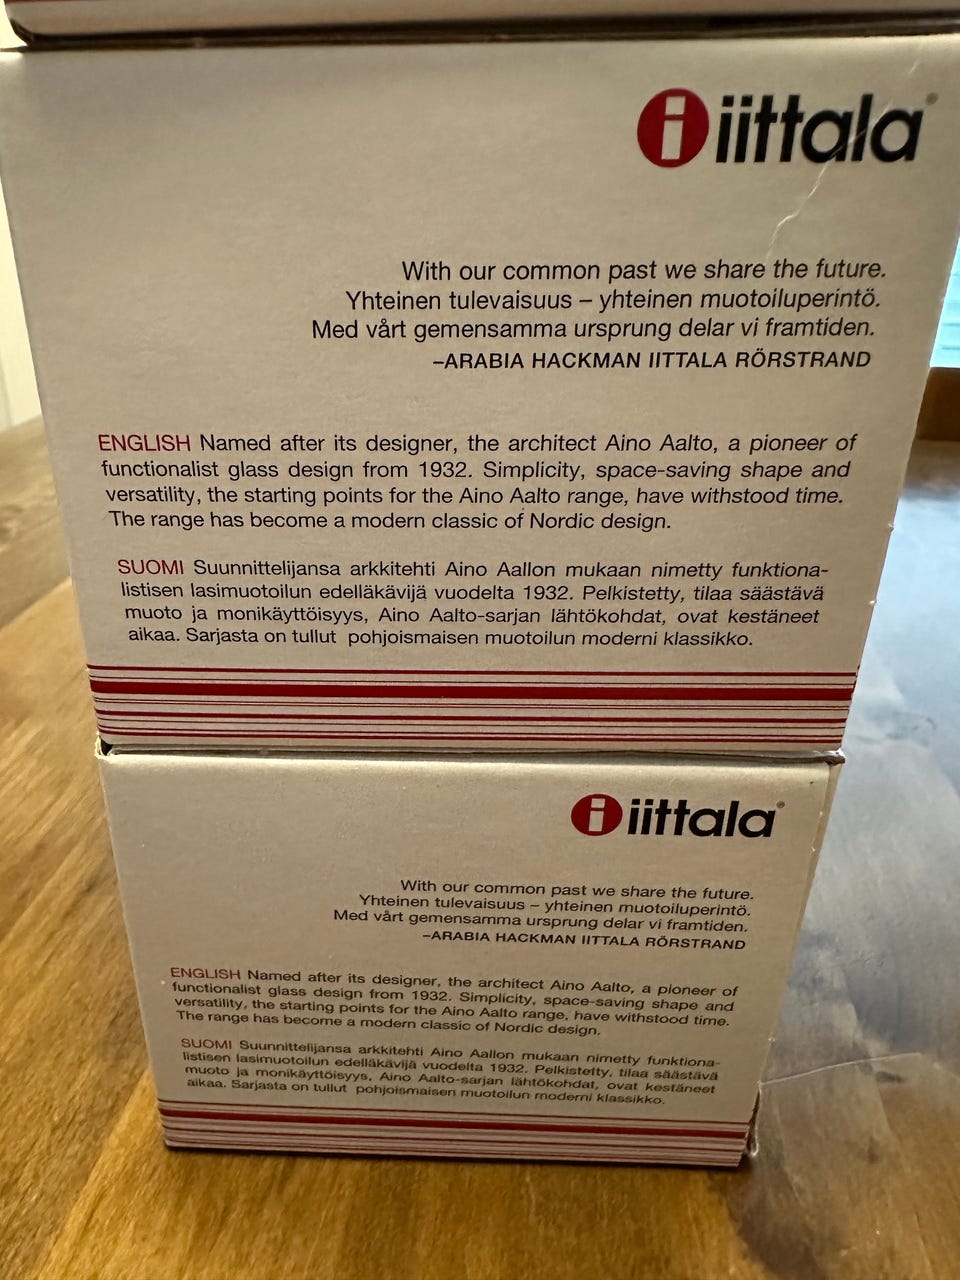 iittala®
With our common past we share the future.
Yhteinen tulevaisuus – yhteinen muotoiluperintö.
Med vårt gemensamma ursprung delar vi framtiden.
–ARABIA HACKMAN IITTALA RÖRSTRAND
ENGLISH Named after its designer, the architect Aino Aalto, a pioneer of
functionalist glass design from 1932. Simplicity, space-saving shape and
versatility, the starting points for the Aino Aalto range, have withstood time.
The range has become a modern classic of Nordic design.
SUOMI Suunnittelijansa arkkitehti Aino Aallon mukaan nimetty funktiona-
listisen lasimuotoilun edelläkävijä vuodelta 1932. Pelkistetty, tilaa säästävä
muoto ja monikäyttöisyys, Aino Aalto-sarjan lähtökohdat, ovat kestäneet
aikaa. Sarjasta on tullut pohjoismaisen muotoilun moderni klassikko.
iittala®
With our common past we share the future.
Yhteinen tulevaisuus – yhteinen muotoiluperintö.
Med vårt gemensamma ursprung delar vi framtiden.
–ARABIA HACKMAN IITTALA RÖRSTRAND
ENGLISH Named after its designer, the architect Aino Aalto, a pioneer of
functionalist glass design from 1932. Simplicity, space-saving shape and
versatility, the starting points for the Aino Aalto range, have withstood time.
The range has become a modern classic of Nordic design.
SUOMI Suunnittelijansa arkkitehti Aino Aallon mukaan nimetty funktiona-
listisen lasimuotoilun edelläkävijä vuodelta 1932. Pelkistetty, tilaa säästävä
muoto ja monikäyttöisyys, Aino Aalto-sarjan lähtökohdat, ovat kestäneet
aikaa. Sarjasta on tullut pohjoismaisen muotoilun moderni klassikko.